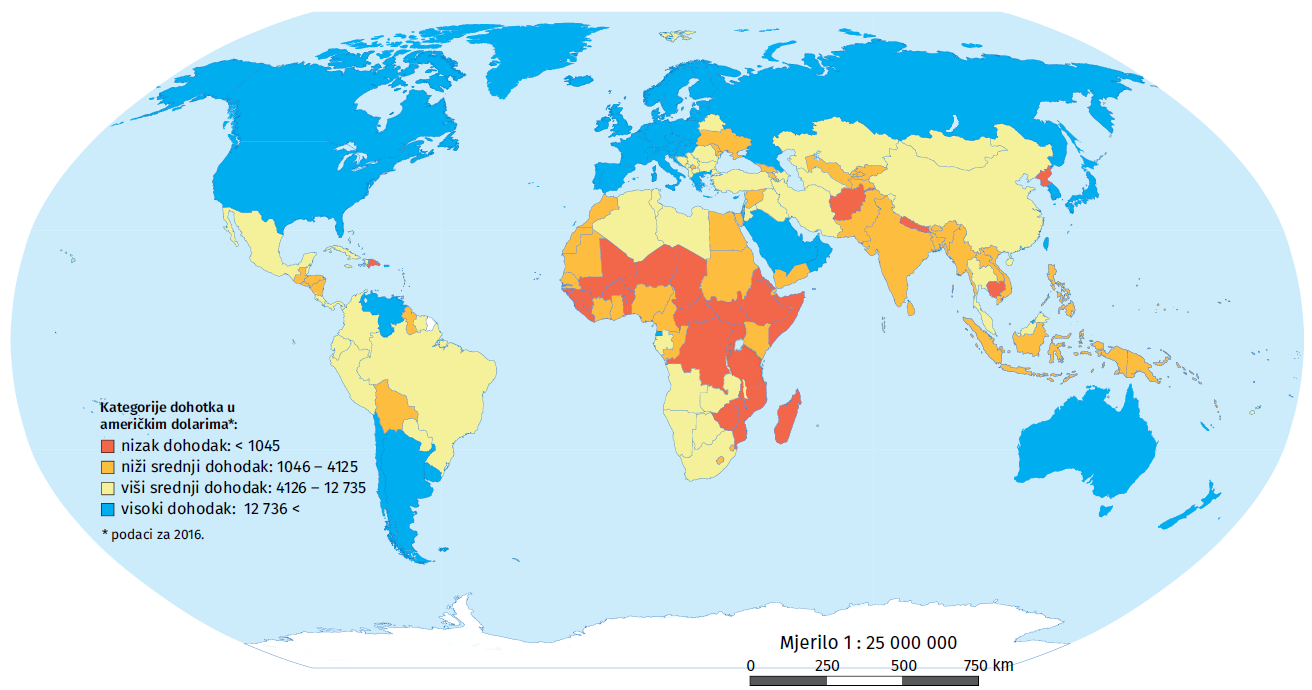 Kategorije dohotka u
američkim dolarima*:
nizak dohodak: < 1045
niži srednji dohodak: 1046 – 4125
viši srednji dohodak: 4126 – 12 735
visoki dohodak: 12 736 <
* podaci za 2016.
Mjerilo 1 : 25 000 000
0 250 500 750 km